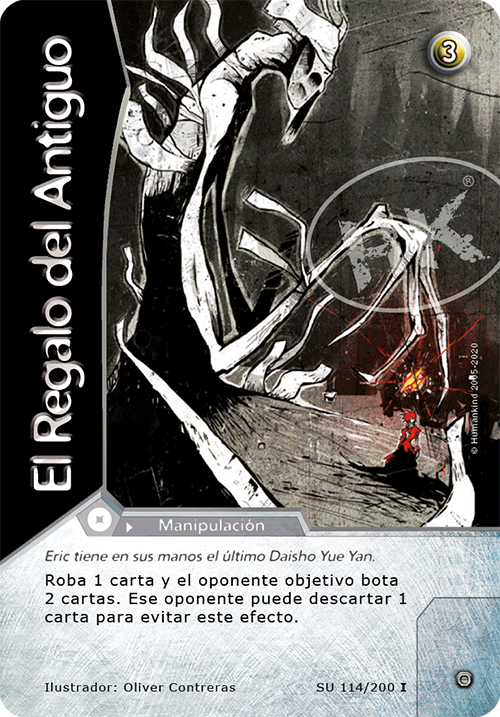 El Regalo del Antiguo
3
HK
®
© Humankind 2005-2020
Manipulación
Eric tiene en sus manos el último Daisho Yue Yan.
Roba 1 carta y el oponente objetivo bota
2 cartas. Ese oponente puede descartar 1
carta para evitar este efecto.
Ilustrador: Oliver Contreras
SU 114/200 I